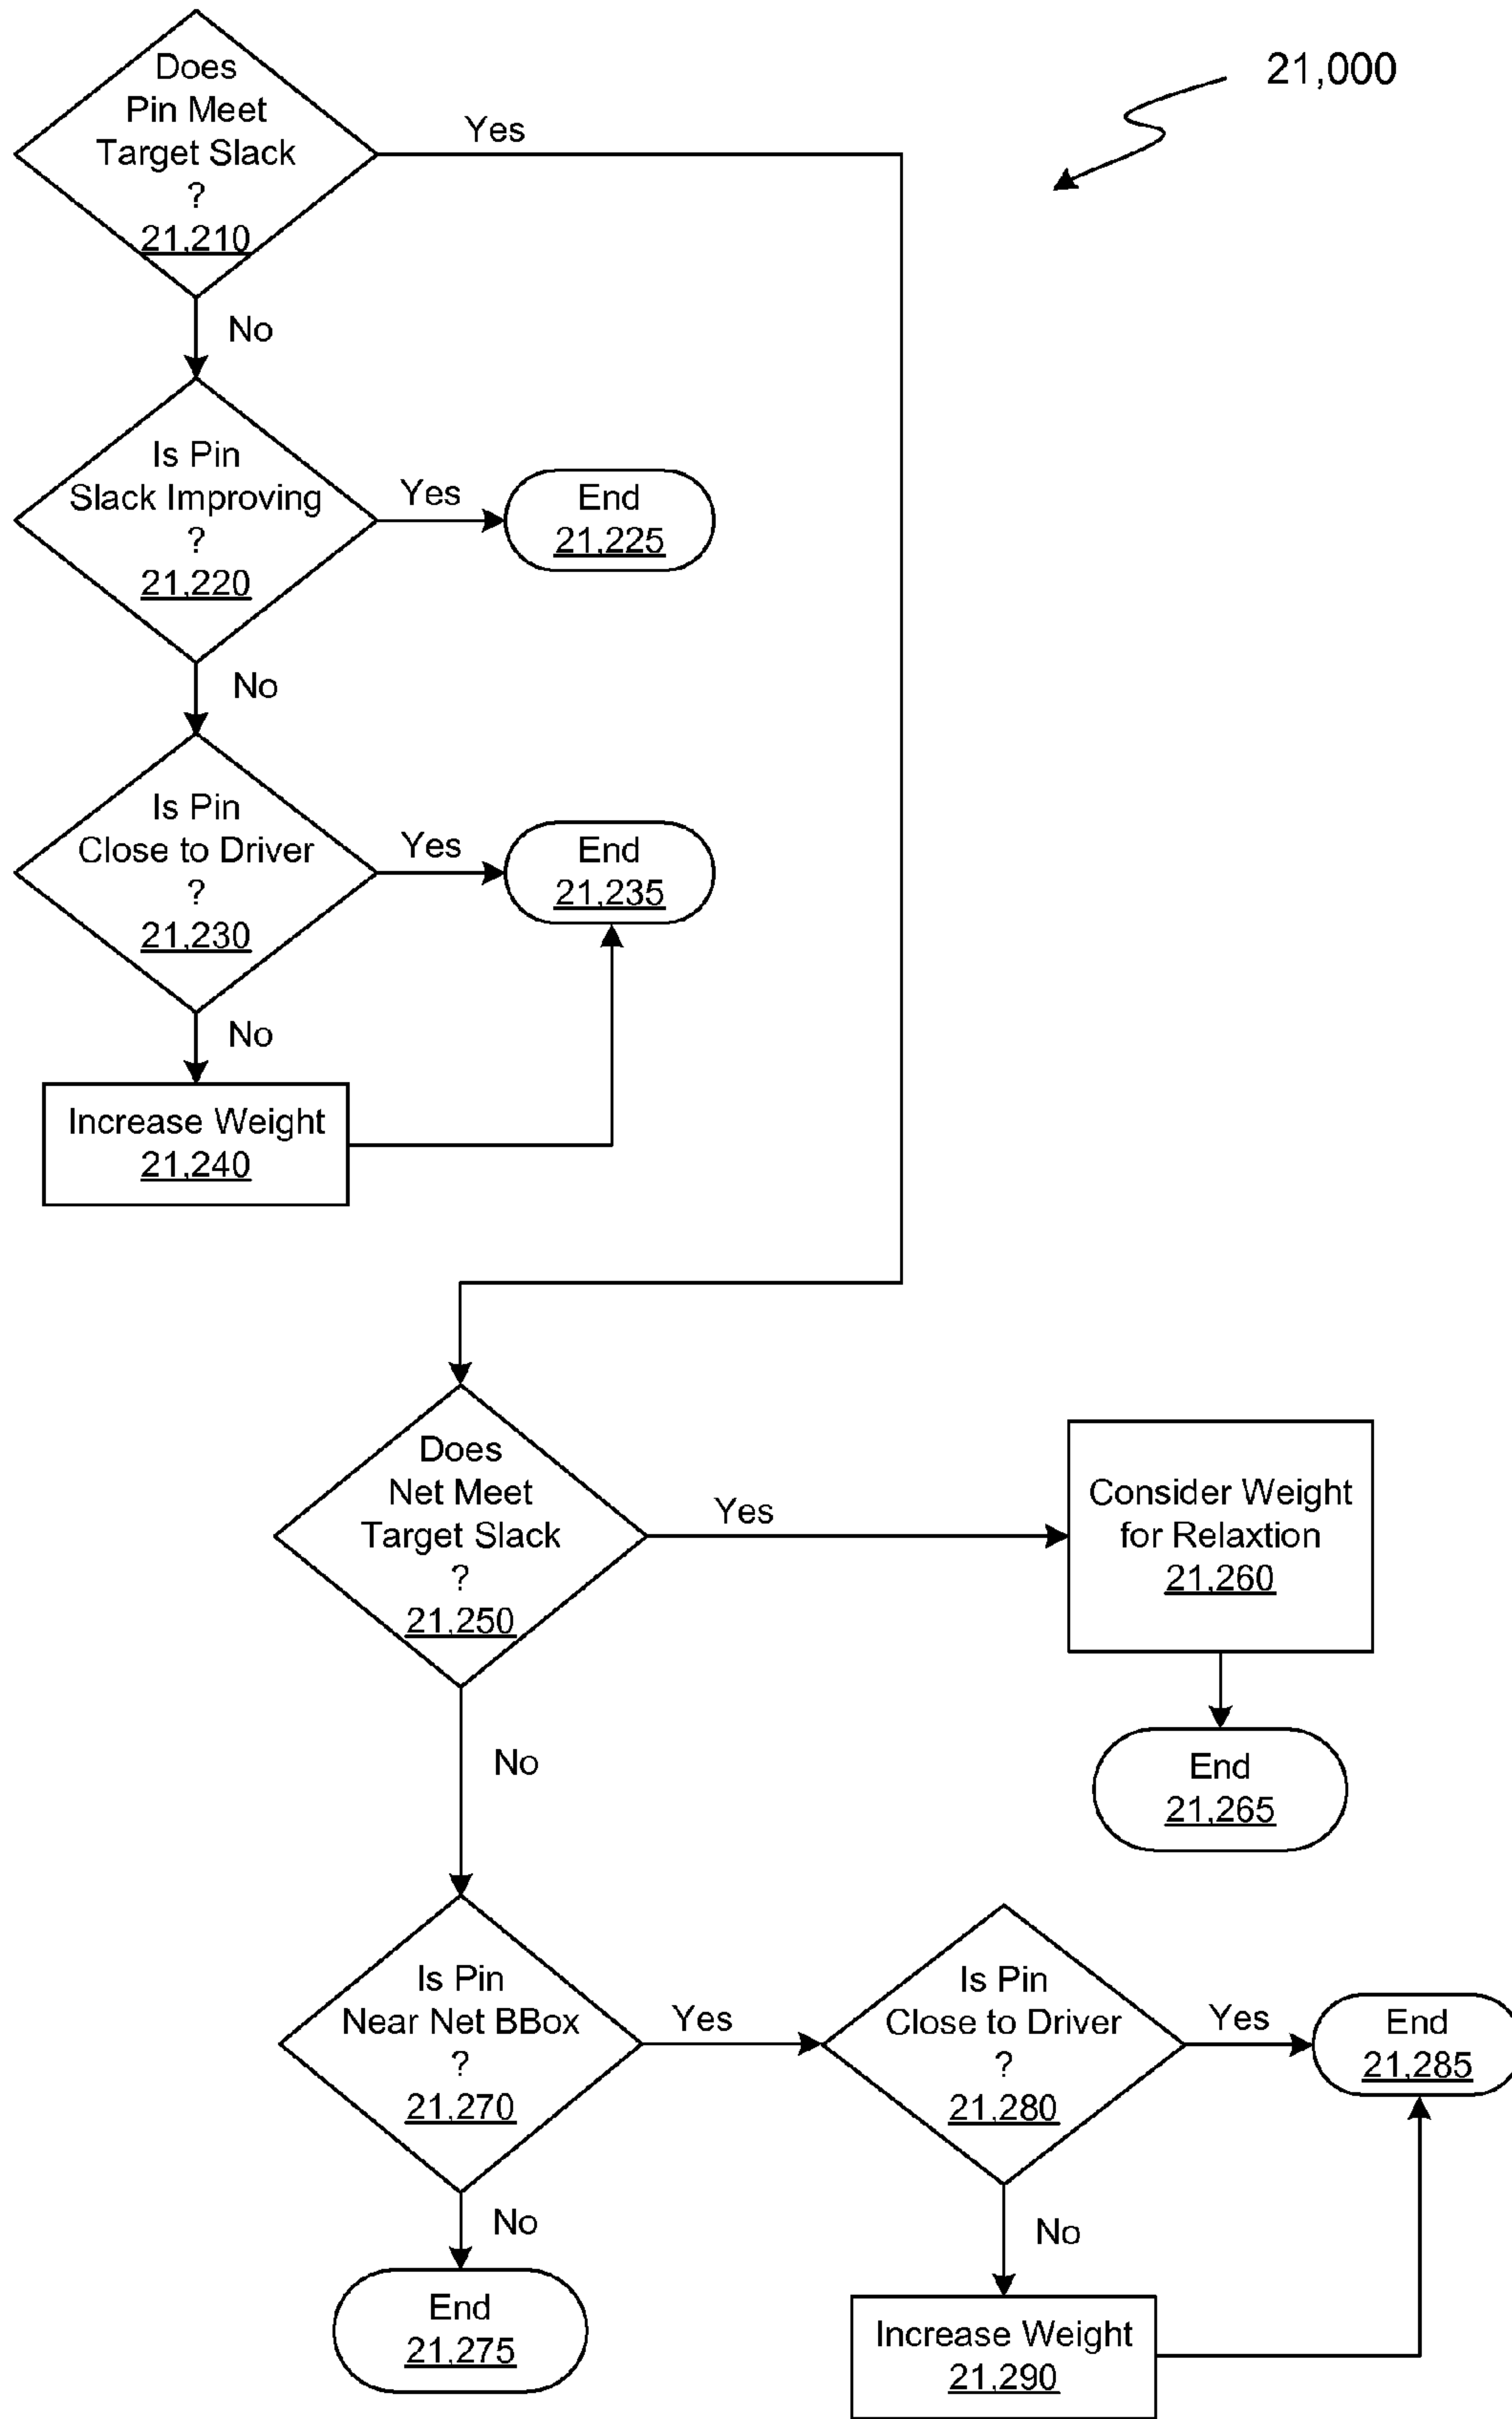 21,000
Does
Pin Meet
Target Slack
?
21,210
Yes
No
Is Pin
Slack Improving
?
21,220
Yes
End
21,225
No
Is Pin
Close to Driver
?
21,230
Yes
End
21,235
No
Increase Weight
21,240
Does
Net Meet
Target Slack
?
21,250
Yes
Consider Weight
for Relaxtion
21,260
End
21,265
No
Is Pin
Near Net BBox
?
21,270
Yes
Is Pin
Close to Driver
?
21,280
Yes
End
21,285
No
End
21,275
No
Increase Weight
21,290